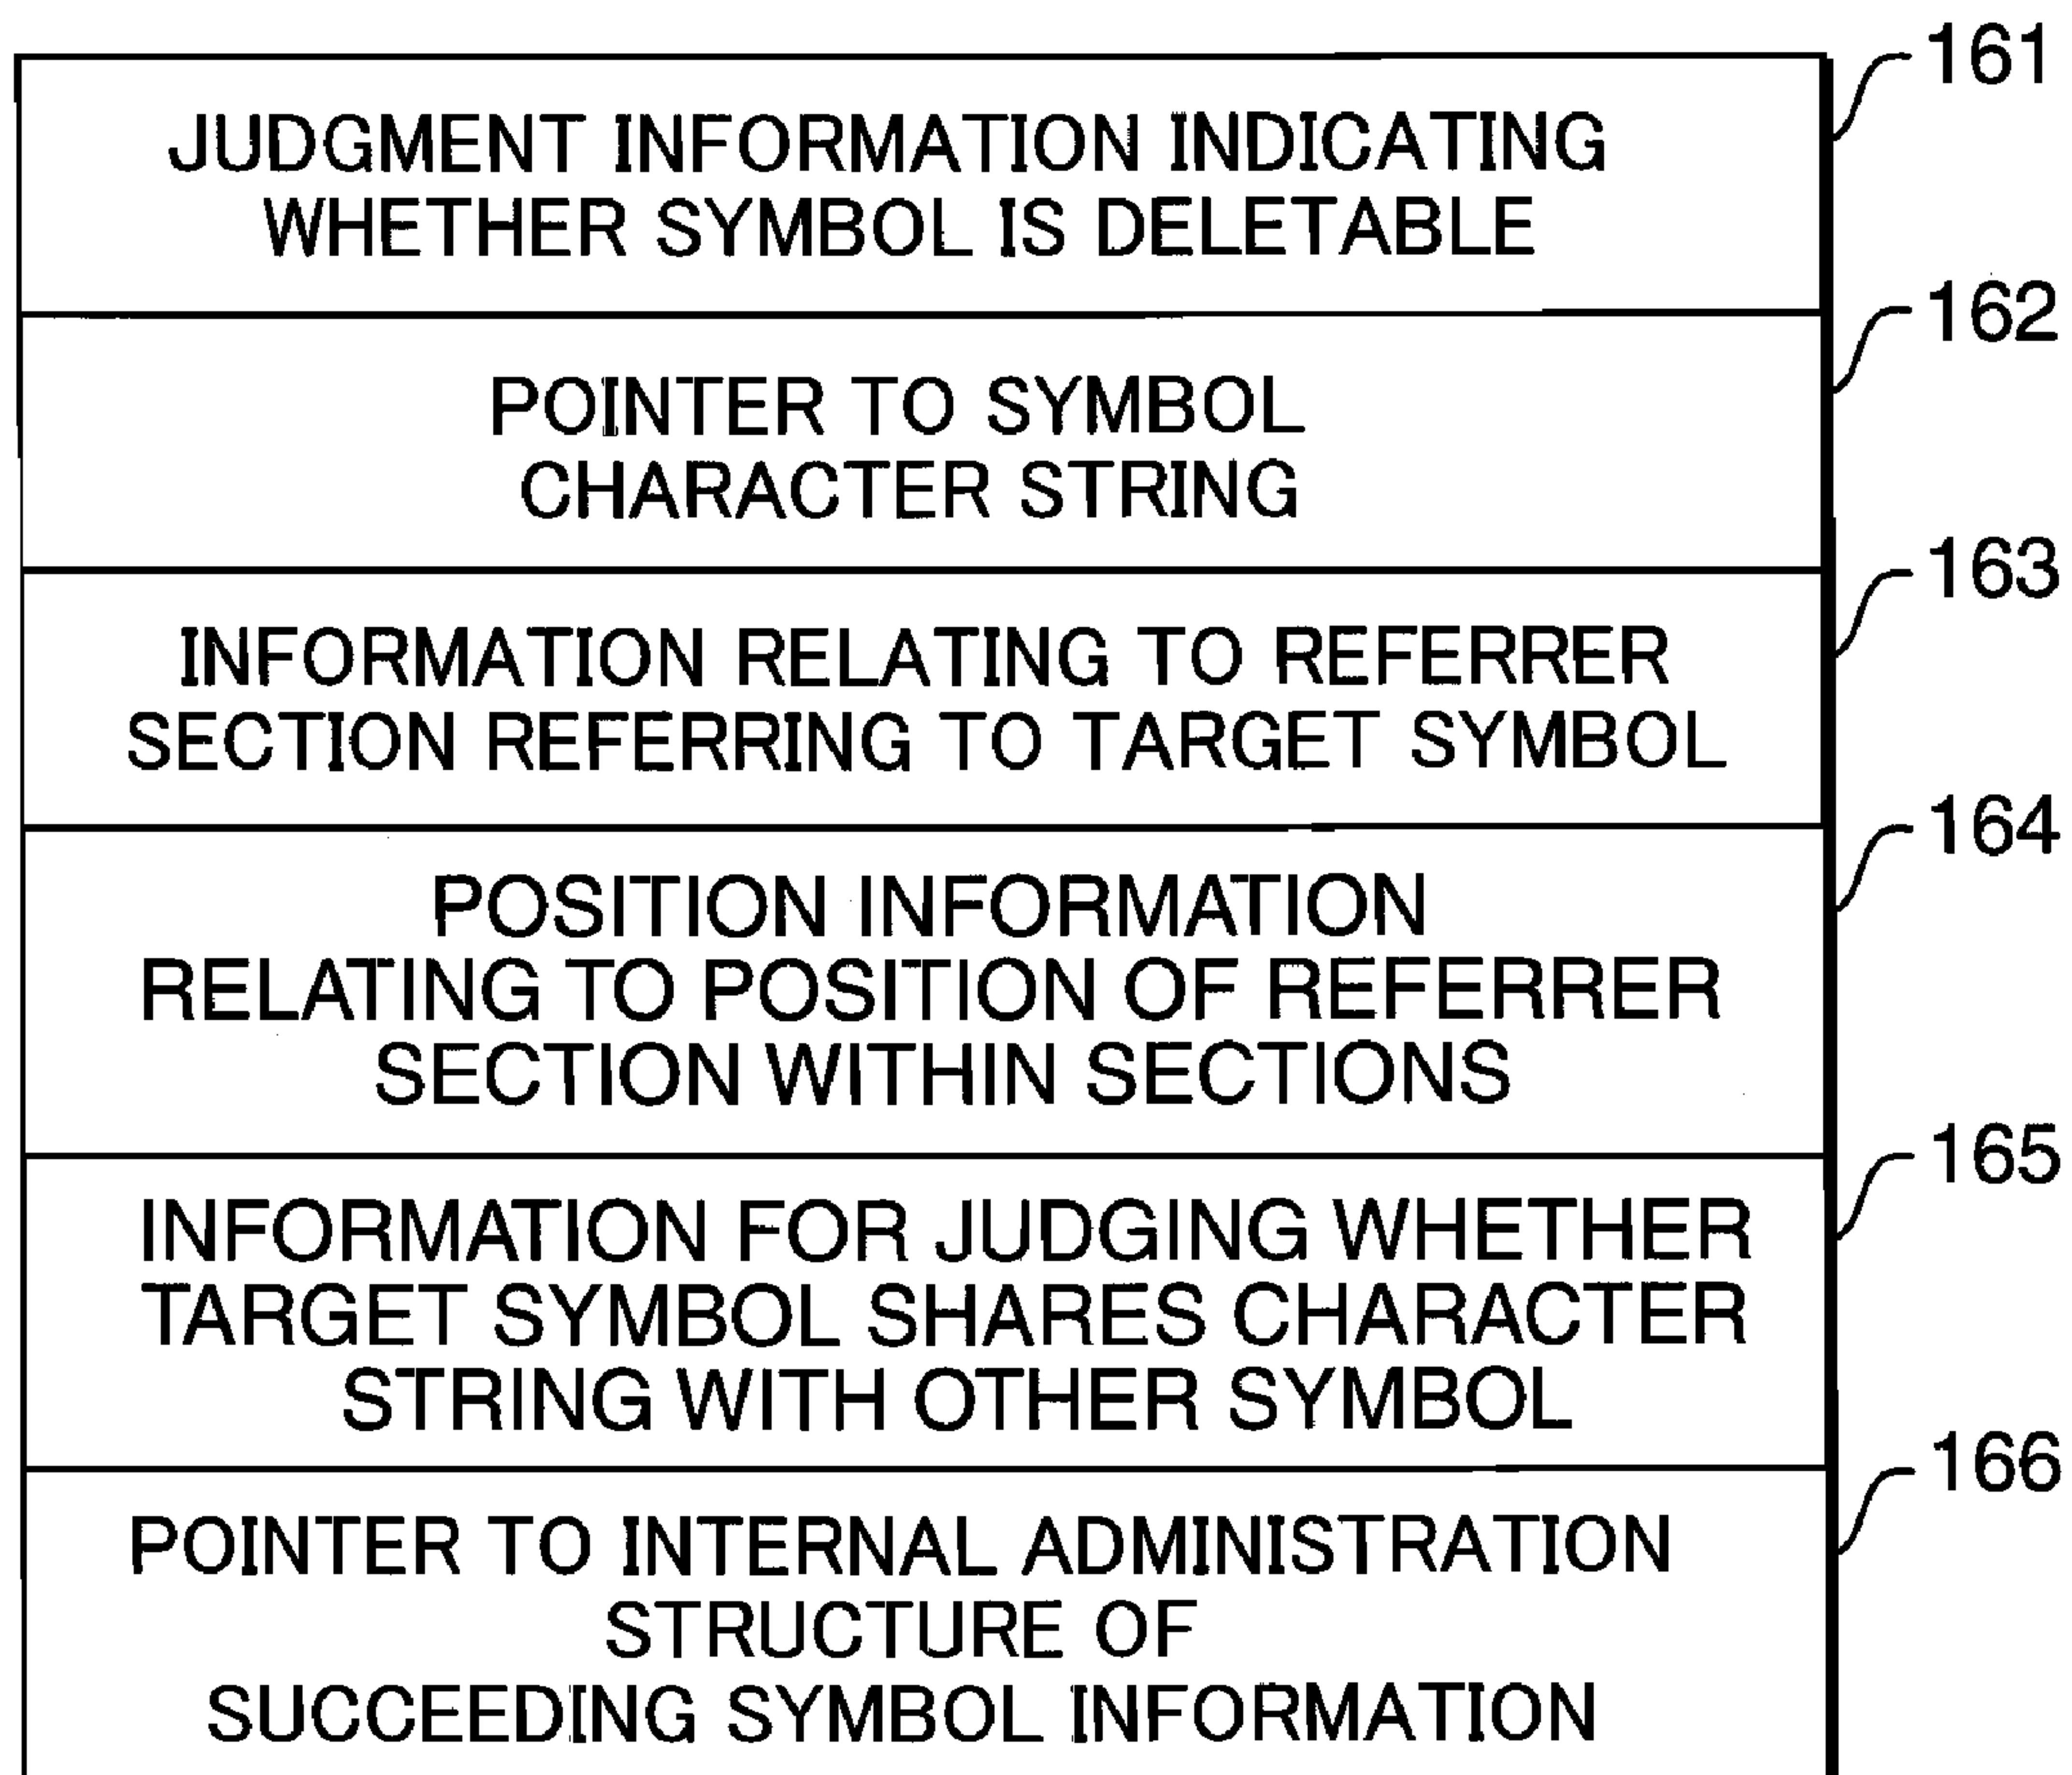 161
JUDGMENT INFORMATION INDICATING
WHETHER SYMBOL IS DELETABLE
162
POINTER TO SYMBOL
CHARACTER STRING
163
INFORMATION RELATING TO REFERRER
SECTION REFERRING TO TARGET SYMBOL
164
POSITION INFORMATION
RELATING TO POSITION OF REFERRER
SECTION WITHIN SECTIONS
165
INFORMATION FOR JUDGING WHETHER
TARGET SYMBOL SHARES CHARACTER
STRING WITH OTHER SYMBOL
166
POINTER TO INTERNAL ADMINISTRATION
STRUCTURE OF
SUCCEEDING SYMBOL INFORMATION